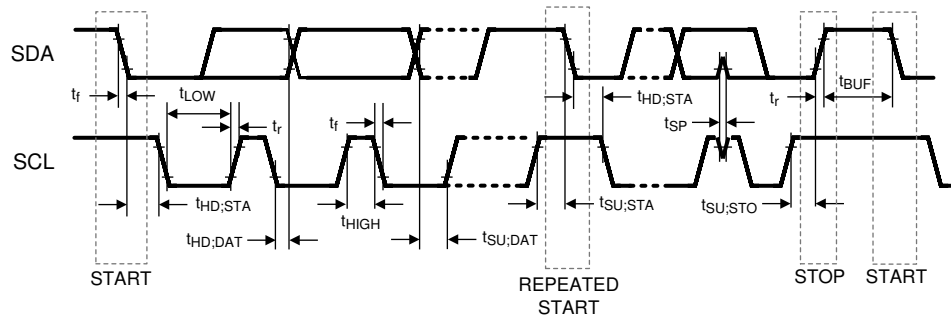 SDA
t_f
t_LOW
t_r
t_f
t_HD;STA
t_SP
t_r
t_BUF
SCL
t_HD;STA
t_HD;DAT
t_HIGH
t_SU;DAT
t_SU;STA
t_SU;STO
START
REPEATED
START
STOP
START